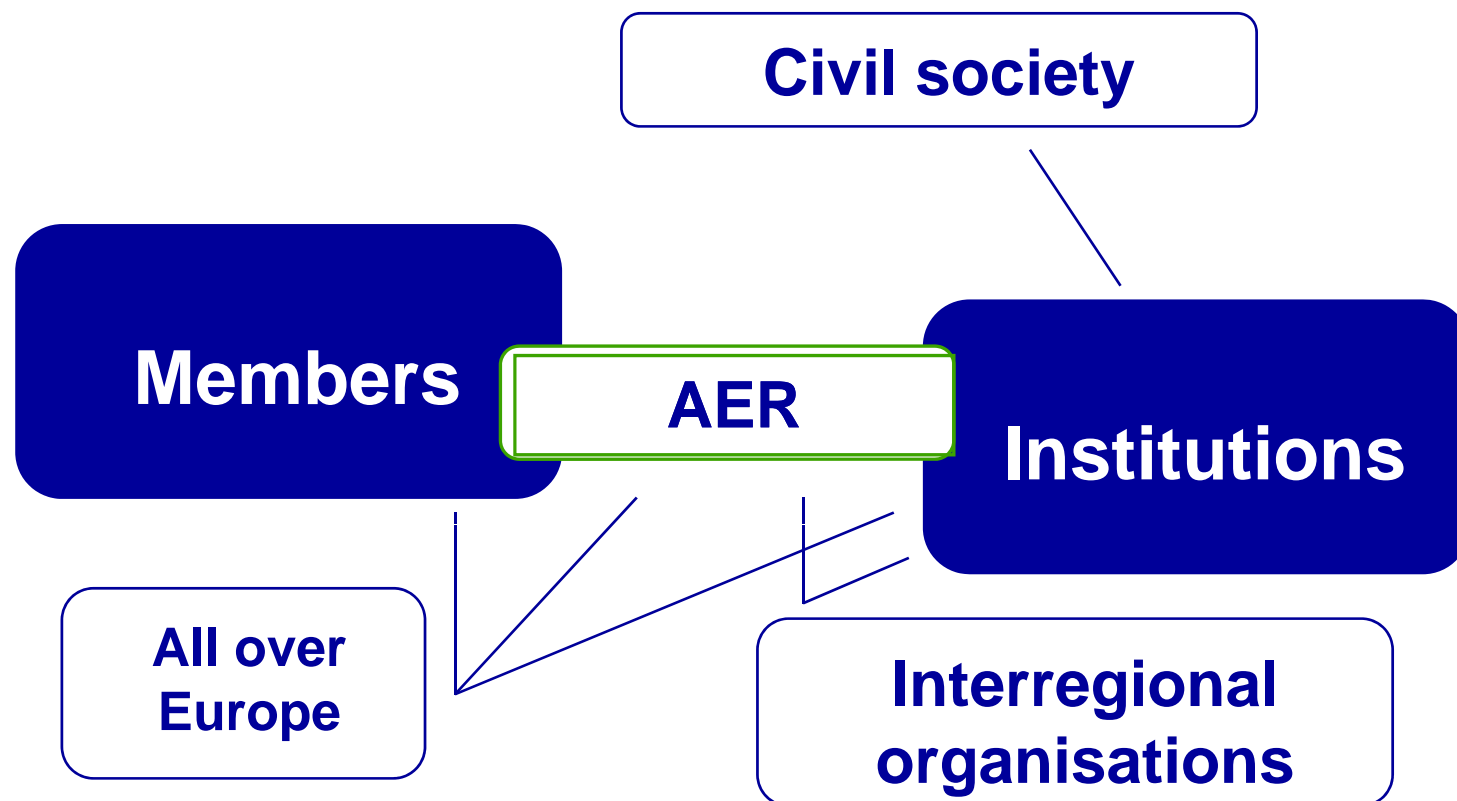 Civil society
Members
AER
Institutions
All over
Europe
Interregional
organisations